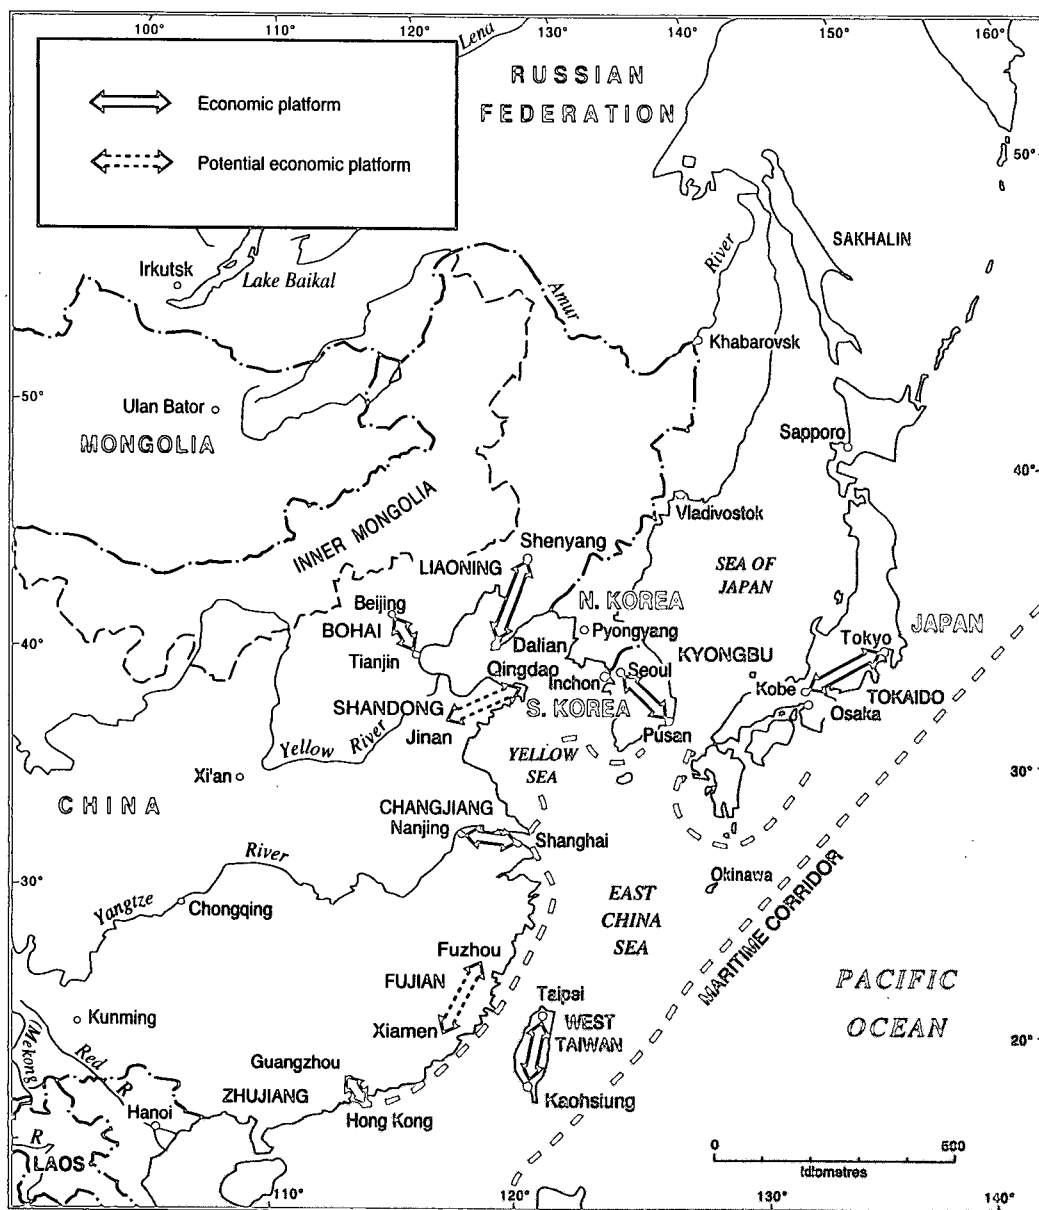 100°
110°
120°
130°
140°
150°
160°
Lena
RUSSIAN
FEDERATION
Economic platform
Potential economic platform
50°
SAKHALIN
River
Irkutsk
Lake Baikal
Amur
Khabarovsk
50°
Ulan Bator
MONGOLIA
Sapporo
40°
INNER MONGOLIA
Vladivostok
Shenyang
LIAONING
SEA OF
JAPAN
Beijing
N. KOREA
BOHAI
Pyongyang
JAPAN
40°
Tianjin
Dalian
Tokyo
Qingdao
KYONGBU
Inchon
Seoul
Kobe
TOKAIDO
SHANDONG
S. KOREA
Osaka
Jinan
Pusan
Yellow
River
YELLOW
SEA
Xi'an
30°
CHINA
CHANGJIANG
Nanjing
Shanghai
River
Okinawa
30°
Yangtze
Chongqing
EAST
CHINA
SEA
MARITIME CORRIDOR
Fuzhou
FUJIAN
PACIFIC
OCEAN
Taipsi
WEST
TAIWAN
Kunming
Xiamen
(Mekong)
Red
R
20°
Guangzhou
ZHUJIANG
Kaohsiung
Hanoi
Hong Kong
R
LAOS
0
500
kilometres
110°
120°
130°
140°